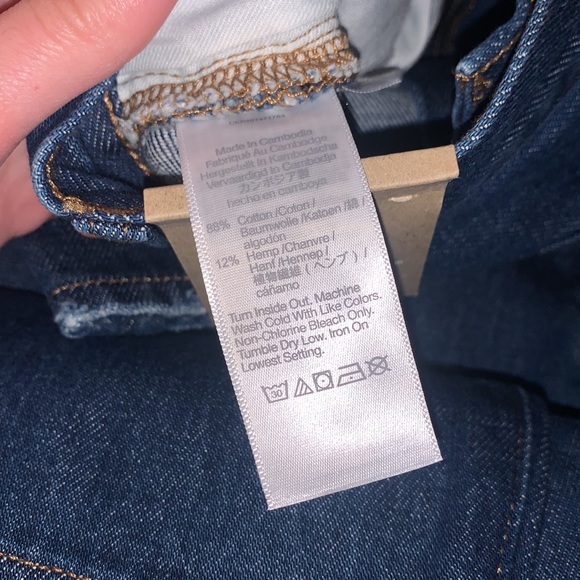 Made In Cambodia
Fabriqué Au Cambodge
Hergestellt in Kambodscha
Vervaardigd in Cambodja
カンボジア製
hecho en camboya
88% Cotton /Coton /
Baumwolle /Katoen /綿 /
algodón
12% Hemp /Chanvre /
Hanf /Hennep /
植物繊維 (ヘンプ) /
cáñamo
Turn Inside Out. Machine
Wash Cold With Like Colors.
Non-Chlorine Bleach Only.
Tumble Dry Low. Iron On
Lowest Setting.
30